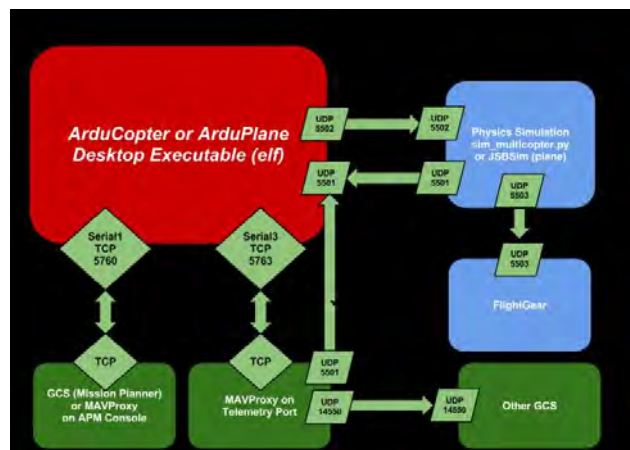 ArduCopter or ArduPlane
Desktop Executable (elf)
UDP
5502
UDP
5502
Physics Simulation
sim_multicopter.py
or JSBSim (plane)
UDP
5501
UDP
5501
UDP
5503
Serial1
TCP
5760
Serial3
TCP
5763
UDP
5503
FlightGear
TCP
GCS (Mission Planner)
or MAVProxy
on APM Console
TCP
MAVProxy on
Telemetry Port
UDP
5501
UDP
14550
UDP
14550
Other GCS